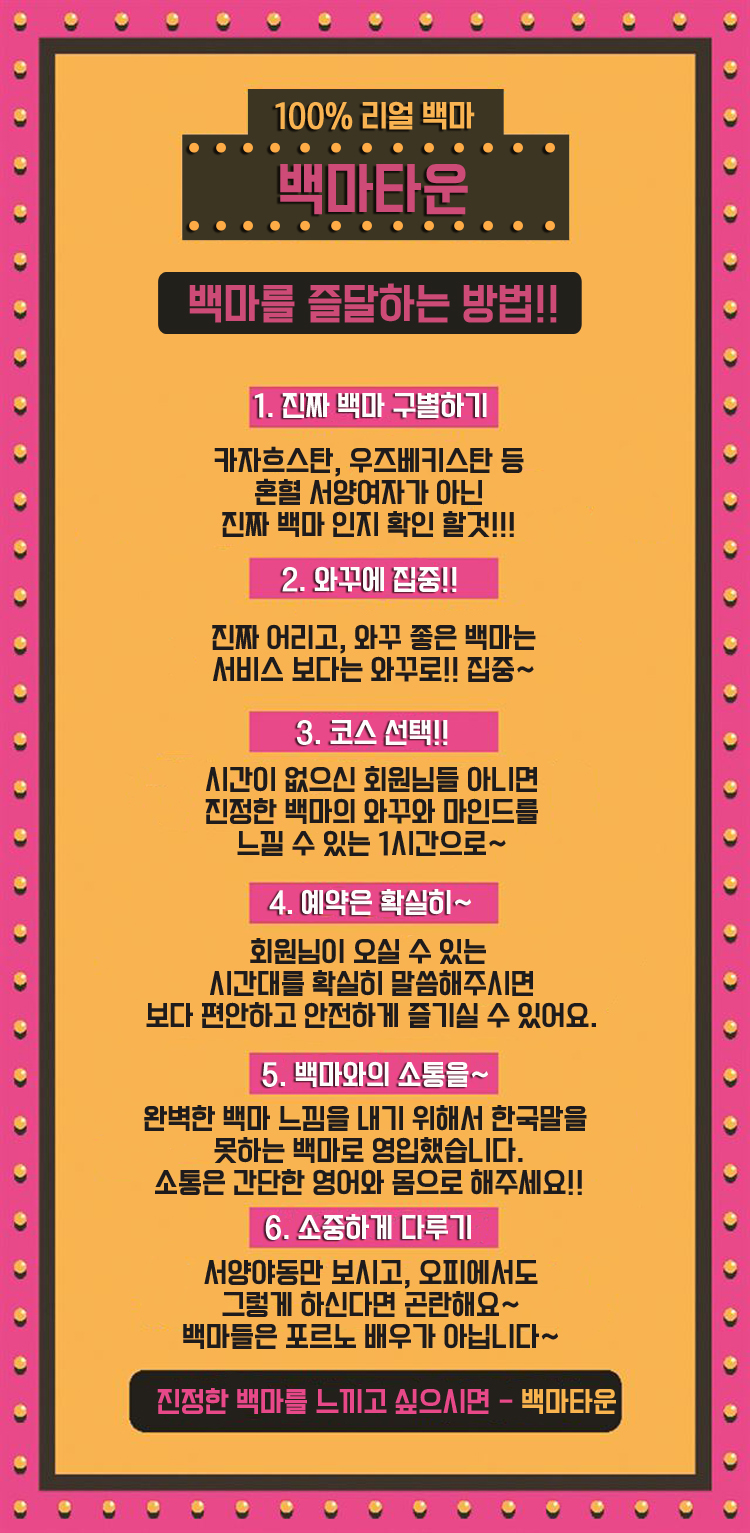 100% 리얼 백마
백마타운
백마를 즐달하는 방법!!
1. 진짜 백마 구별하기
카자흐스탄, 우즈베키스탄 등
혼혈 서양여자가 아닌
진짜 백마 인지 확인 할것!!!
2. 와꾸에 집중!!
진짜 어리고, 와꾸 좋은 백마는
서비스 보다는 와꾸로!! 집중~
3. 코스 선택!!
시간이 없으신 회원님들 아니면
진정한 백마의 와꾸와 마인드를
느낄 수 있는 1시간으로~
4. 예약은 확실히~
회원님이 오실 수 있는
시간대를 확실히 말씀해주시면
보다 편안하고 안전하게 즐기실 수 있어요.
5. 백마와의 소통을~
완벽한 백마 느낌을 내기 위해서 한국말을
못하는 백마로 영입했습니다.
소통은 간단한 영어와 몸으로 해주세요!!
6. 소중하게 다루기
서양야동만 보시고, 오피에서도
그렇게 하신다면 곤란해요~
백마들은 포르노 배우가 아닙니다~
진정한 백마를 느끼고 싶으시면 - 백마타운